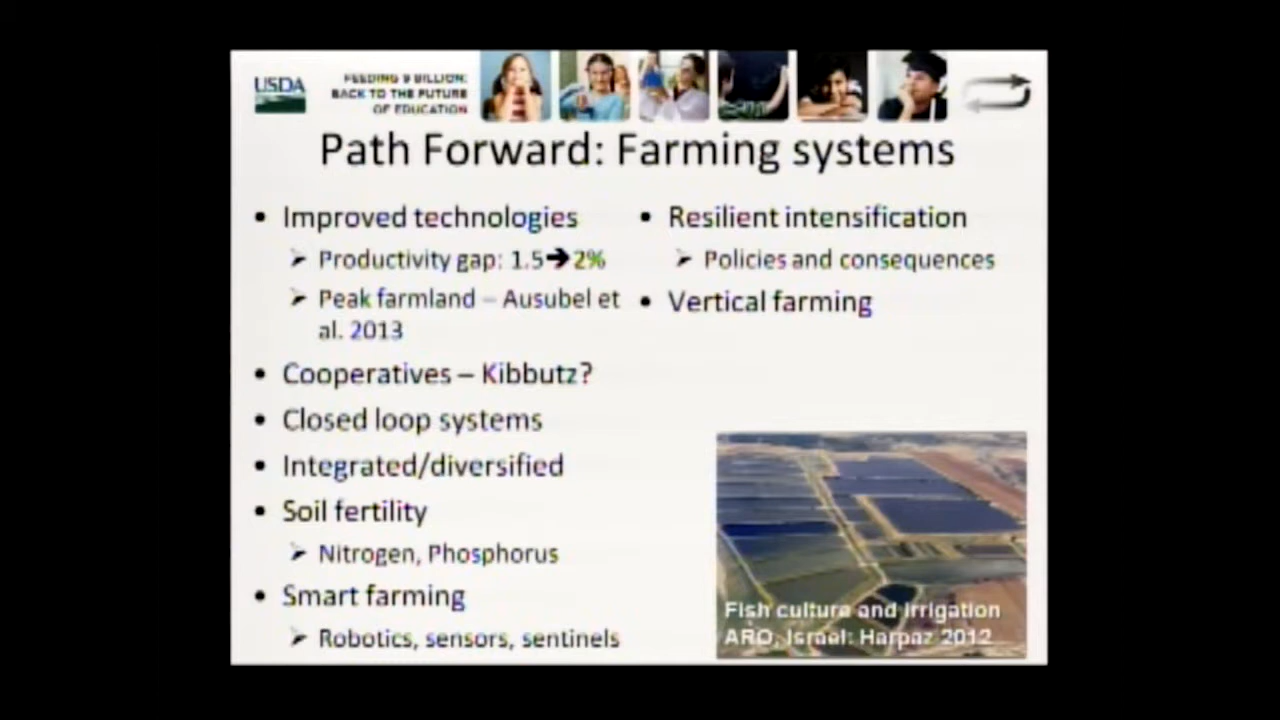 USDA
FEEDING 9 BILLION:
BACK TO THE FUTURE
OF EDUCATION
Path Forward: Farming systems
• Improved technologies
➢ Productivity gap: 1.5➔2%
➢ Peak farmland – Ausubel et
al. 2013
• Cooperatives – Kibbutz?
• Closed loop systems
• Integrated/diversified
• Soil fertility
➢ Nitrogen, Phosphorus
• Smart farming
➢ Robotics, sensors, sentinels
• Resilient intensification
➢ Policies and consequences
• Vertical farming
Fish culture and irrigation
ARO, Israel: Harpaz 2012